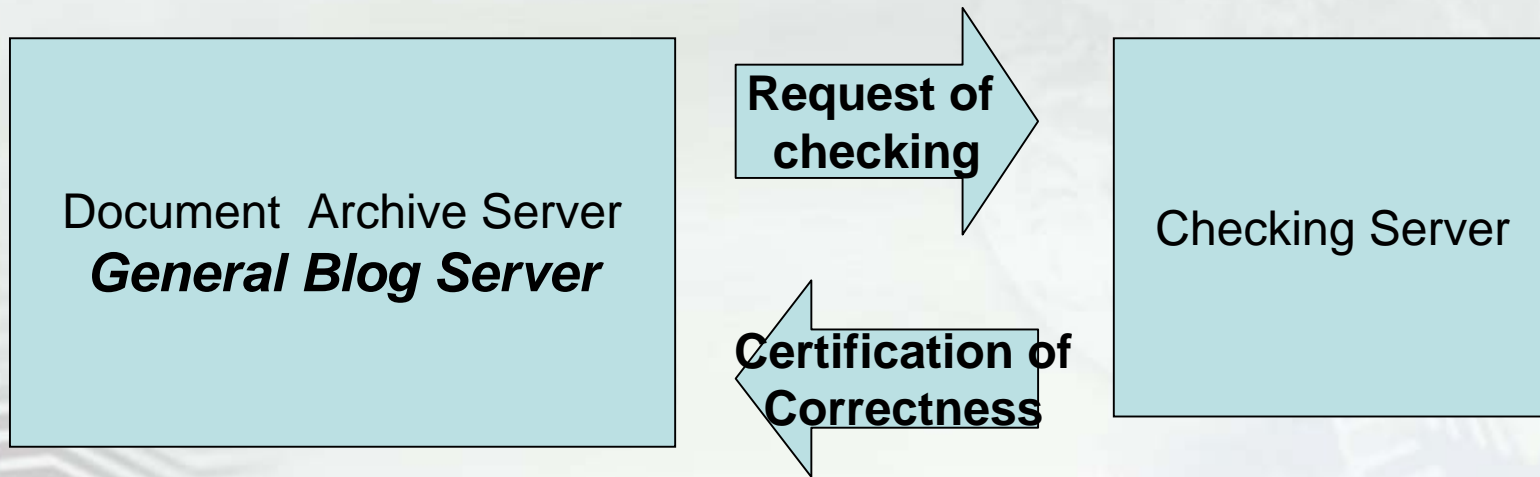 Document Archive Server
General Blog Server
Request of
checking
Certification of
Correctness
Checking Server